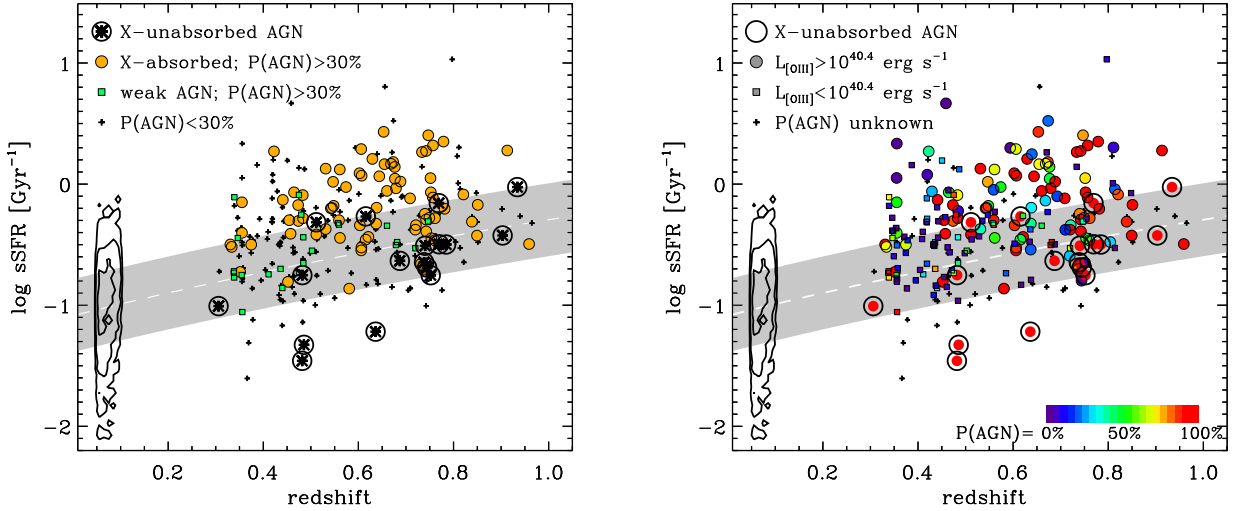 X-unabsorbed AGN
X-absorbed; P(AGN)>30%
weak AGN; P(AGN)>30%
P(AGN)<30%
log sSFR [Gyr⁻¹]
1
0
−1
−2
0.2 0.4 0.6 0.8 1.0
redshift
X-unabsorbed AGN
L[OIII]>10^40.4 erg s⁻¹
L[OIII]<10^40.4 erg s⁻¹
P(AGN) unknown
log sSFR [Gyr⁻¹]
1
0
−1
−2
P(AGN)= 0% 50% 100%
0.2 0.4 0.6 0.8 1.0
redshift